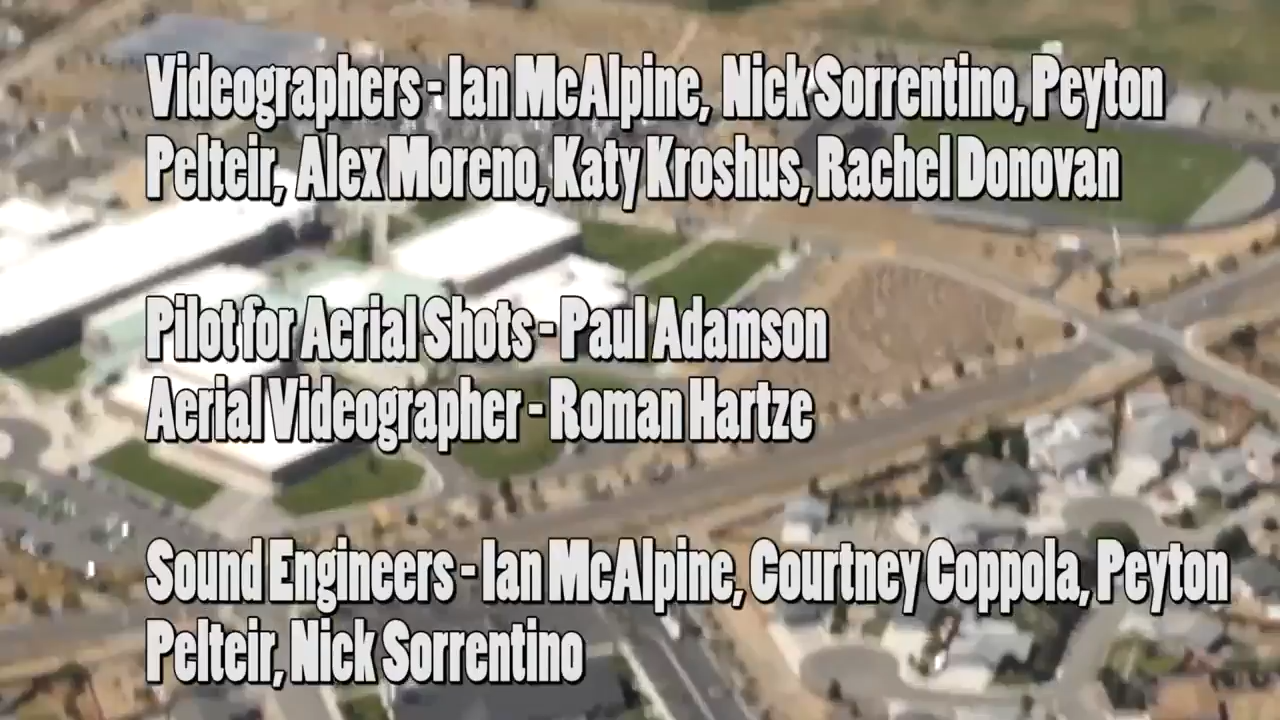 Videographers - Ian McAlpine, Nick Sorrentino, Peyton
Pelteir, Alex Moreno, Katy Kroshus, Rachel Donovan
Pilot for Aerial Shots - Paul Adamson
Aerial Videographer - Roman Hartze
Sound Engineers - Ian McAlpine, Courtney Coppola, Peyton
Pelteir, Nick Sorrentino